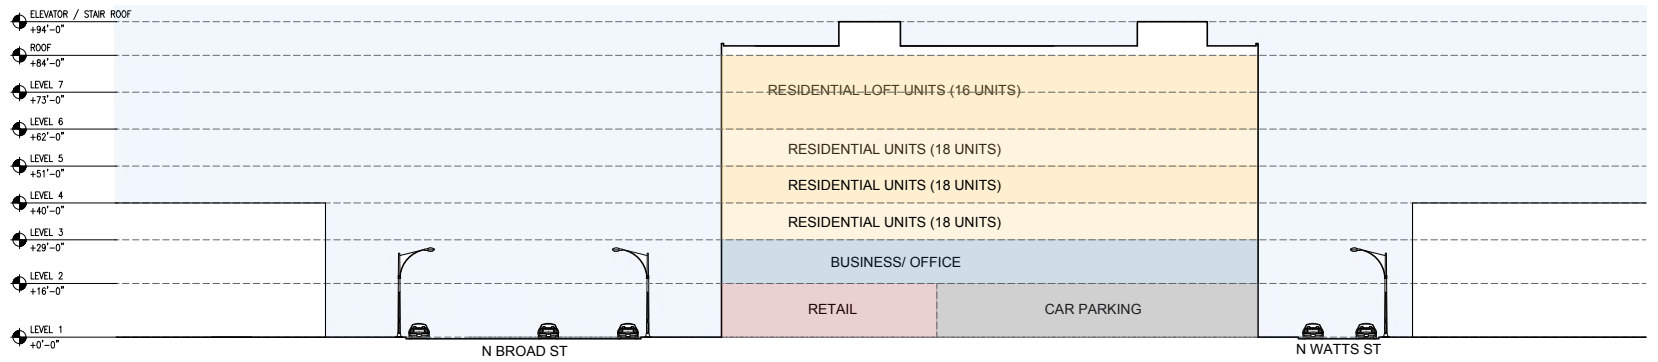 ELEVATOR / STAIR ROOF
+94'-0"
ROOF
+84'-0"
LEVEL 7
+73'-0"
RESIDENTIAL LOFT UNITS (16 UNITS)
LEVEL 6
+62'-0"
RESIDENTIAL UNITS (18 UNITS)
LEVEL 5
+51'-0"
RESIDENTIAL UNITS (18 UNITS)
LEVEL 4
+40'-0"
RESIDENTIAL UNITS (18 UNITS)
LEVEL 3
+29'-0"
BUSINESS/ OFFICE
LEVEL 2
+16'-0"
RETAIL
CAR PARKING
LEVEL 1
+0'-0"
N BROAD ST
N WATTS ST